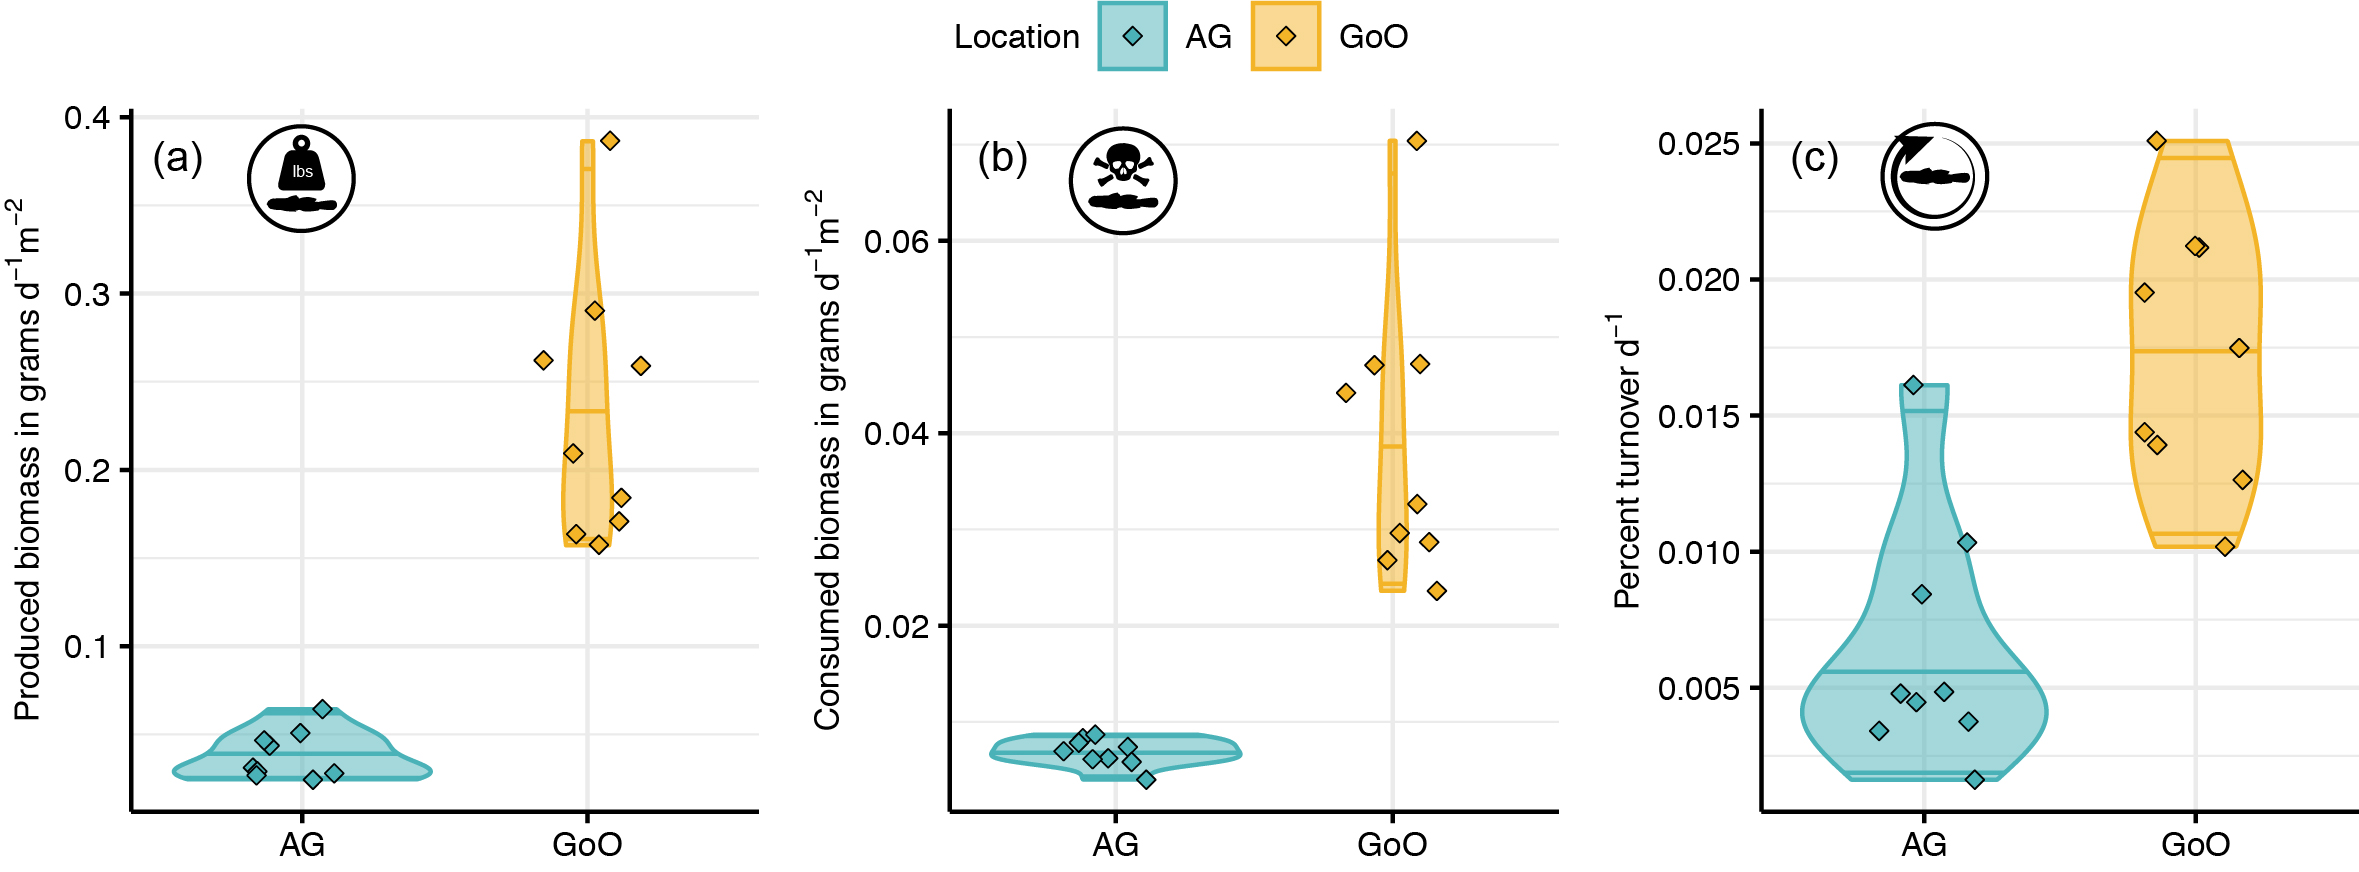 Location AG GoO
(a)
lbs
Produced biomass in grams d⁻¹m⁻²
0.4
0.3
0.2
0.1
AG GoO
(b)
Consumed biomass in grams d⁻¹m⁻²
0.06
0.04
0.02
AG GoO
(c)
Percent turnover d⁻¹
0.025
0.020
0.015
0.010
0.005
AG GoO